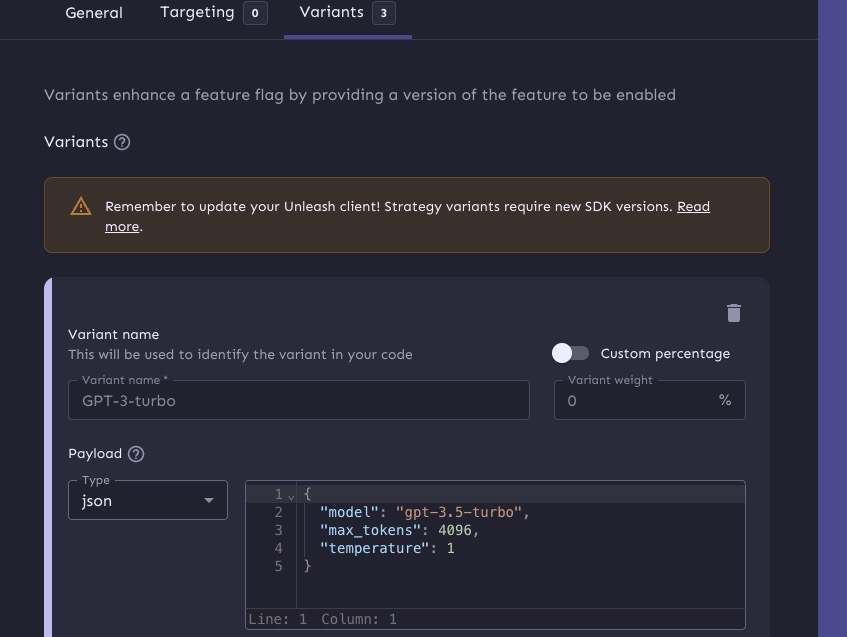 General Targeting 0 Variants 3
Variants enhance a feature flag by providing a version of the feature to be enabled
Variants ?
Remember to update your Unleash client! Strategy variants require new SDK versions. Read
more.
Variant name
This will be used to identify the variant in your code
Custom percentage
Variant name *
GPT-3-turbo
Variant weight
0 %
Payload ?
Type
json
1 {
2 "model": "gpt-3.5-turbo",
3 "max_tokens": 4096,
4 "temperature": 1
5 }
Line: 1 Column: 1